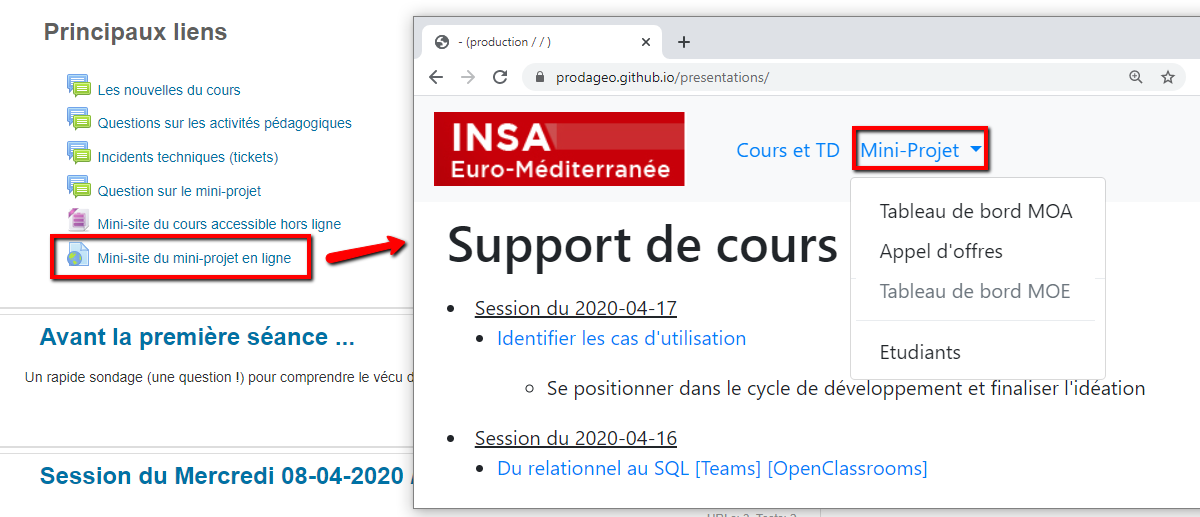 Principaux liens
Les nouvelles du cours
Questions sur les activités pédagogiques
Incidents techniques (tickets)
Question sur le mini-projet
Mini-site du cours accessible hors ligne
Mini-site du mini-projet en ligne
Avant la première séance ...
Un rapide sondage (une question !) pour comprendre le vécu
Session du Mercredi 08-04-2020
- (production / / )
prodageo.github.io/presentations/
INSA
Euro-Méditerranée
Cours et TD
Mini-Projet
Tableau de bord MOA
Appel d'offres
Tableau de bord MOE
Etudiants
Support de cours
Session du 2020-04-17
Identifier les cas d'utilisation
Se positionner dans le cycle de développement et finaliser l'idéation
Session du 2020-04-16
Du relationnel au SQL [Teams] [OpenClassrooms]